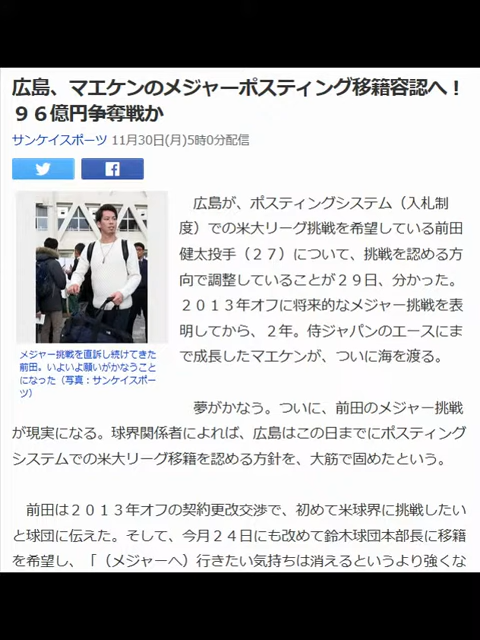 広島、マエケンのメジャーポスティング移籍容認へ！
９６億円争奪戦か
サンケイスポーツ 11月30日(月)5時0分配信
広島が、ポスティングシステム（入札制
度）での米大リーグ挑戦を希望している前田
健太投手（２７）について、挑戦を認める方
向で調整していることが２９日、分かった。
２０１３年オフに将来的なメジャー挑戦を表
明してから、２年。侍ジャパンのエースにま
で成長したマエケンが、ついに海を渡る。
メジャー挑戦を直訴し続けてきた
前田。いよいよ願いがかなうこと
になった（写真：サンケイスポー
ツ）
夢がかなう。ついに、前田のメジャー挑戦
が現実になる。球界関係者によれば、広島はこの日までにポスティング
システムでの米大リーグ移籍を認める方針を、大筋で固めたという。
前田は２０１３年オフの契約更改交渉で、初めて米球界に挑戦したい
と球団に伝えた。そして、今月２４日にも改めて鈴木球団本部長に移籍
を希望し、「（メジャーへ）行きたい気持ちは消えるというより強くな